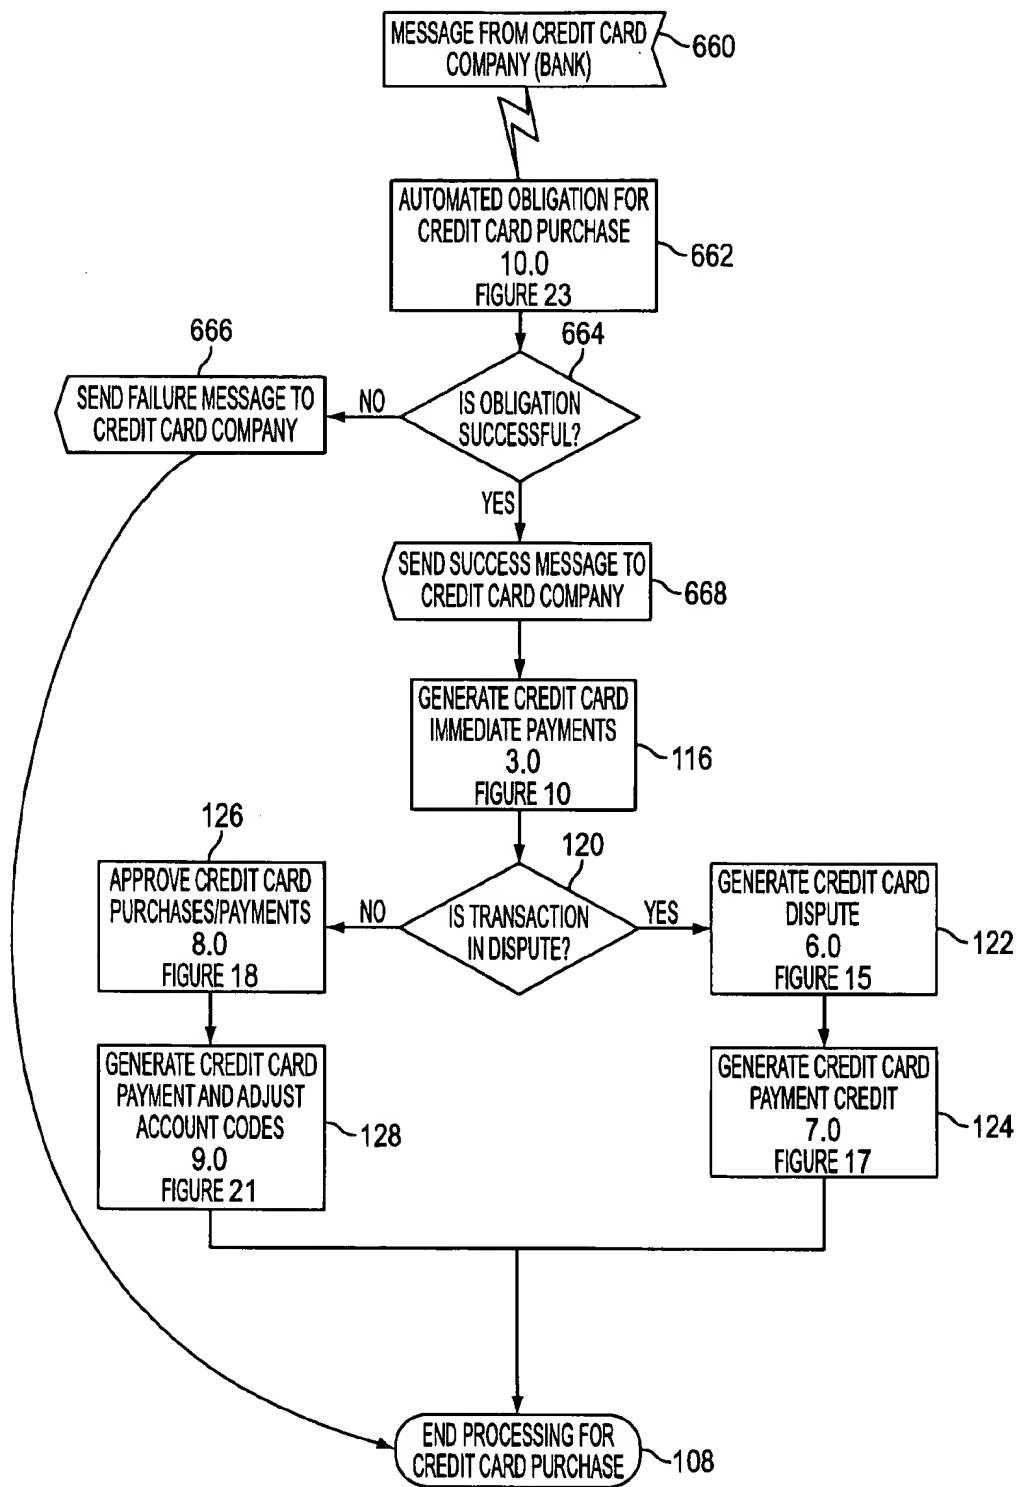 MESSAGE FROM CREDIT CARD
COMPANY (BANK)
660
AUTOMATED OBLIGATION FOR
CREDIT CARD PURCHASE
10.0
FIGURE 23
662
664
IS OBLIGATION
SUCCESSFUL?
NO
666
SEND FAILURE MESSAGE TO
CREDIT CARD COMPANY
YES
SEND SUCCESS MESSAGE TO
CREDIT CARD COMPANY
668
GENERATE CREDIT CARD
IMMEDIATE PAYMENTS
3.0
FIGURE 10
116
120
IS TRANSACTION
IN DISPUTE?
NO
126
APPROVE CREDIT CARD
PURCHASES/PAYMENTS
8.0
FIGURE 18
YES
GENERATE CREDIT CARD
DISPUTE
6.0
FIGURE 15
122
GENERATE CREDIT CARD
PAYMENT AND ADJUST
ACCOUNT CODES
9.0
FIGURE 21
128
GENERATE CREDIT CARD
PAYMENT CREDIT
7.0
FIGURE 17
124
END PROCESSING FOR
CREDIT CARD PURCHASE
108